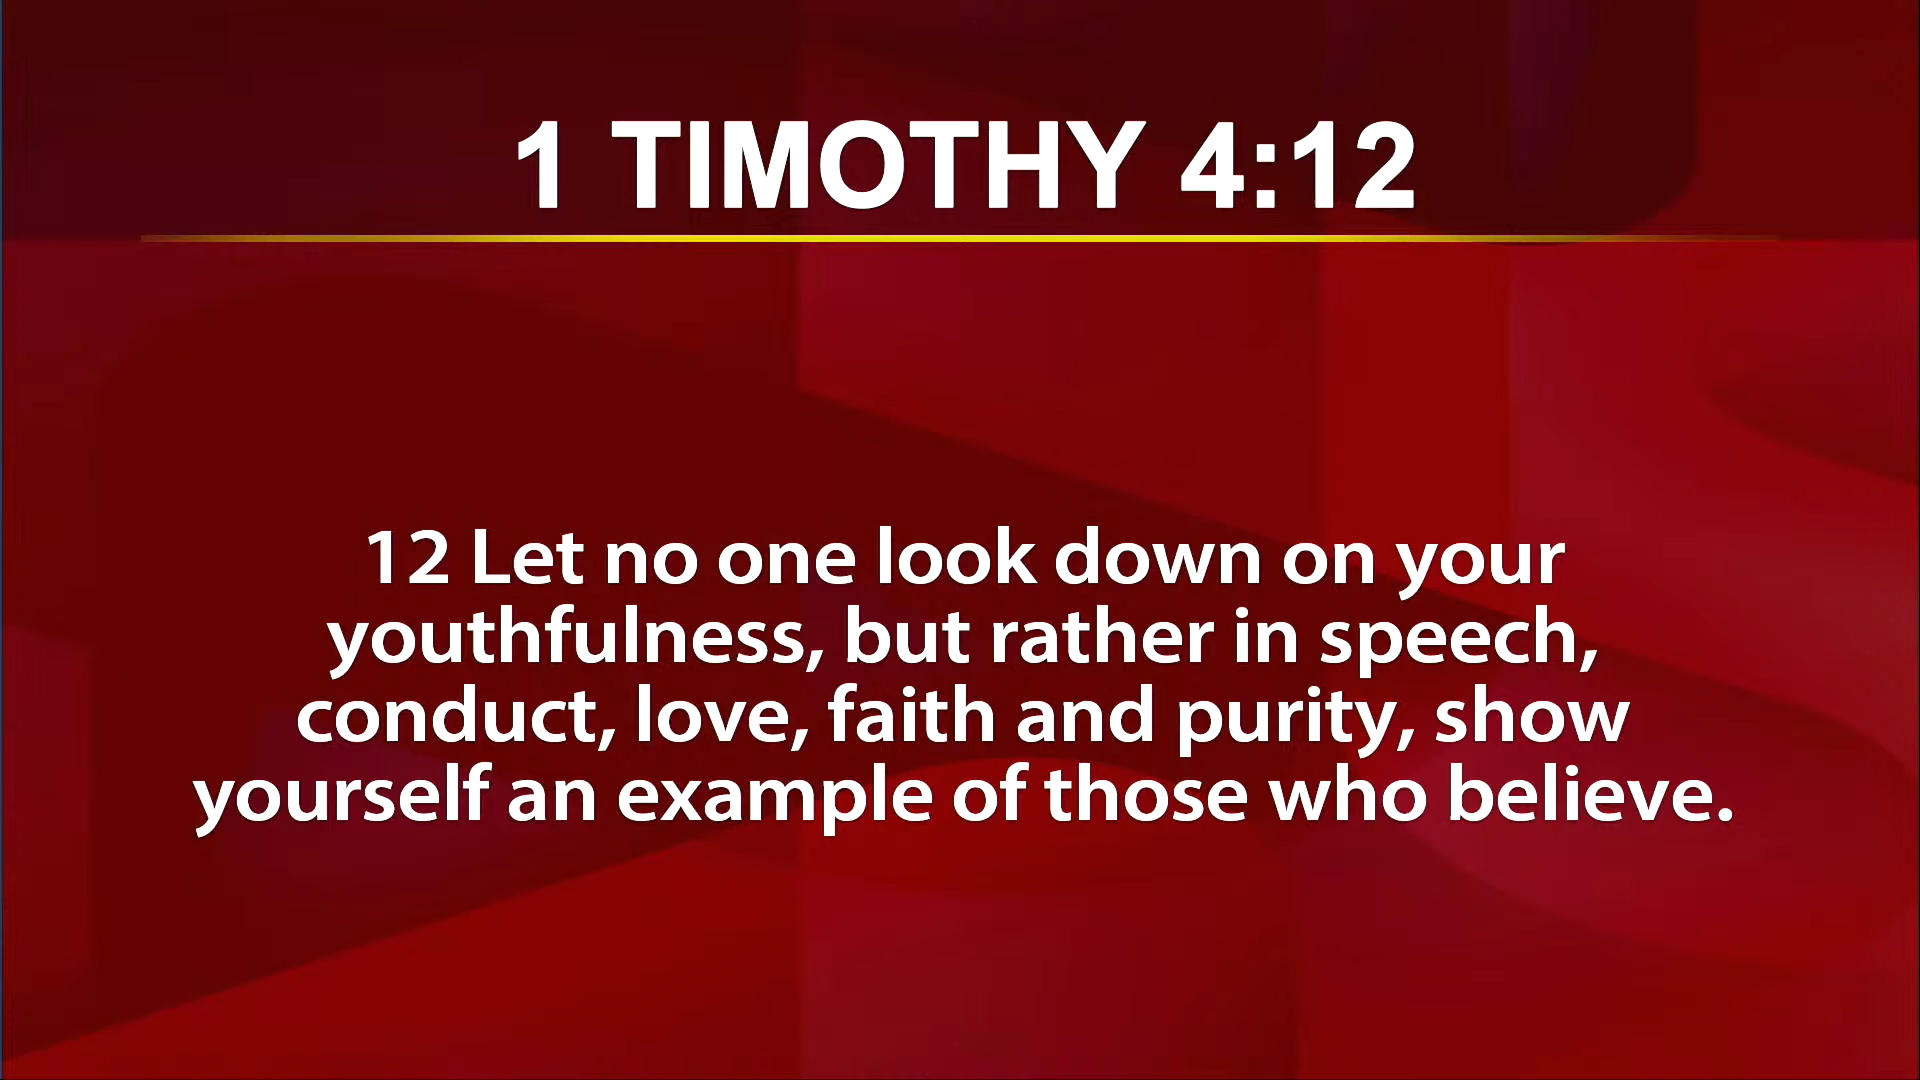 1 TIMOTHY 4:12
12 Let no one look down on your
youthfulness, but rather in speech,
conduct, love, faith and purity, show
yourself an example of those who believe.